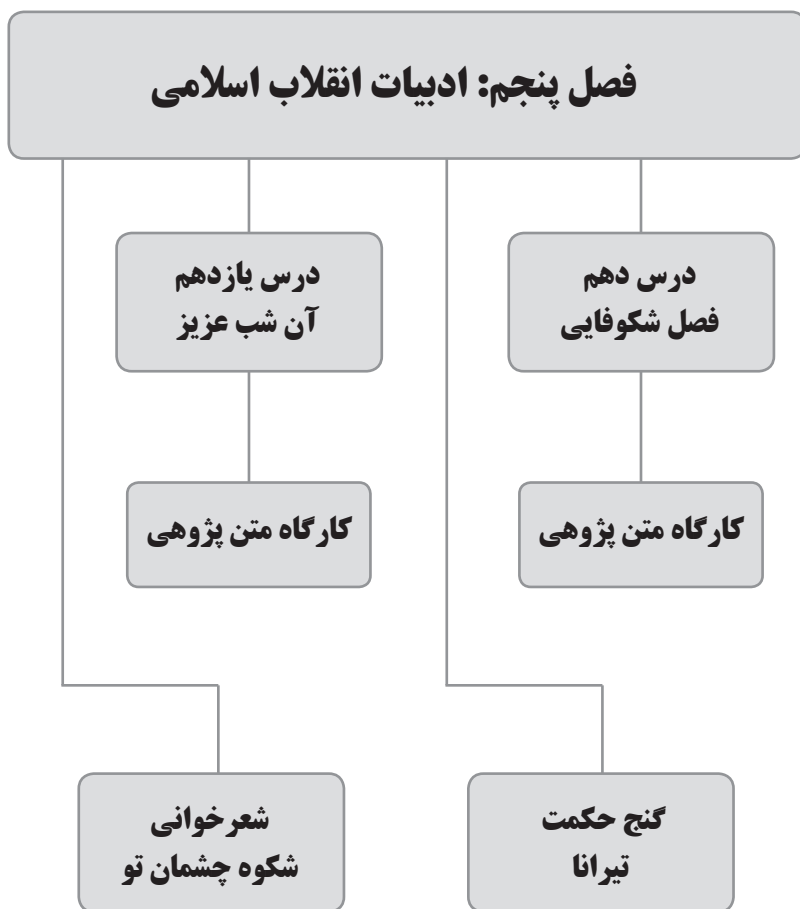 فصل پنجم: ادبیات انقلاب اسلامی
درس دهم
فصل شکوفایی
درس یازدهم
آن شب عزیز
کارگاه متن پژوهی
کارگاه متن پژوهی
گنج حکمت
تیرانا
شعرخوانی
شکوه چشمان تو